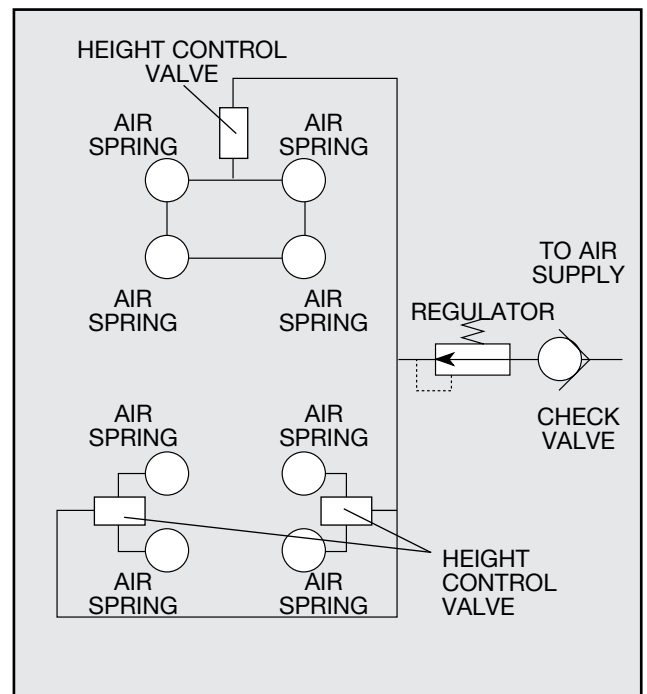 HEIGHT CONTROL
VALVE
AIR
SPRING
AIR
SPRING
AIR
SPRING
AIR
SPRING
TO AIR
SUPPLY
REGULATOR
CHECK
VALVE
AIR
SPRING
AIR
SPRING
AIR
SPRING
AIR
SPRING
HEIGHT
CONTROL
VALVE